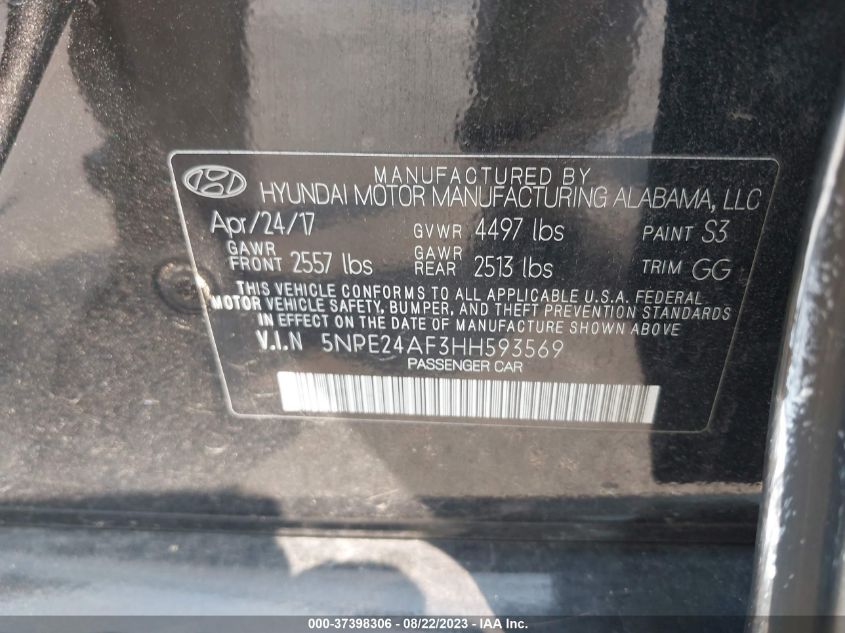 MANUFACTURED BY
HYUNDAI MOTOR MANUFACTURING ALABAMA, LLC
Apr/24/17 GVWR 4497 lbs PAINT S3
GAWR FRONT 2557 lbs GAWR REAR 2513 lbs TRIM GG
THIS VEHICLE CONFORMS TO ALL APPLICABLE U.S.A. FEDERAL
MOTOR VEHICLE SAFETY, BUMPER, AND THEFT PREVENTION STANDARDS
IN EFFECT ON THE DATE OF MANUFACTURE SHOWN ABOVE
V.I.N 5NPE24AF3HH593569
PASSENGER CAR
000-37398306 - 08/22/2023 - IAA Inc.